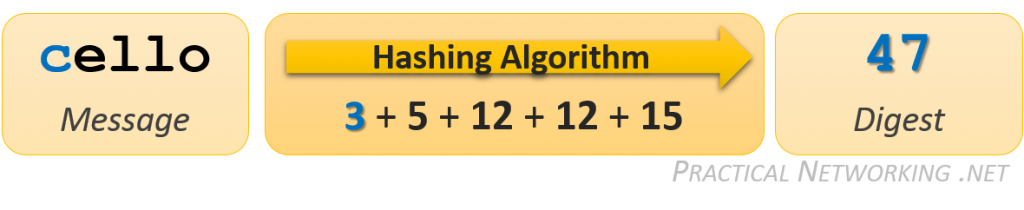 cello
Message
Hashing Algorithm
3 + 5 + 12 + 12 + 15
47
Digest
PRACTICAL NETWORKING .NET